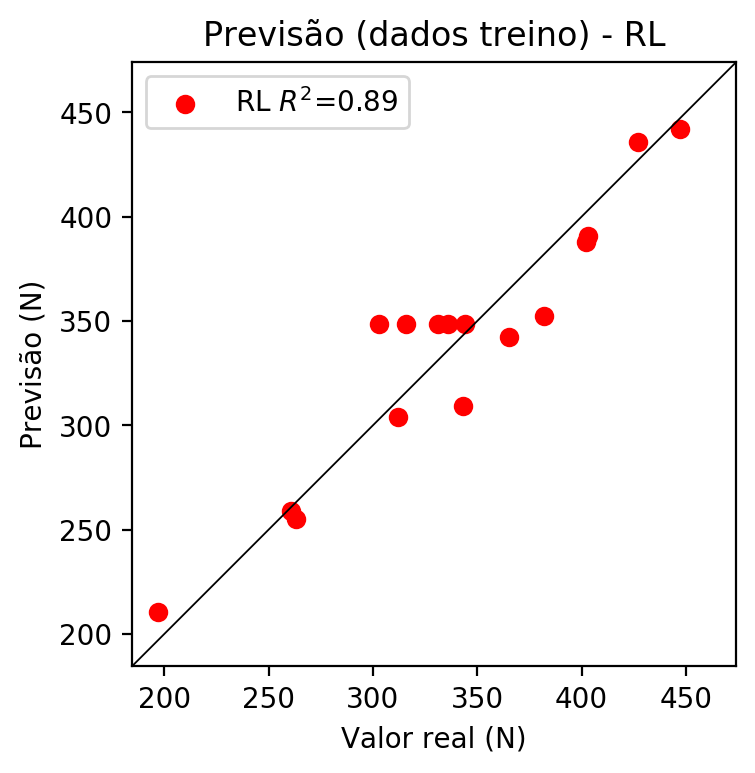 Previsão (dados treino) - RL
RL R²=0.89
450
400
350
300
250
200
Previsão (N)
200 250 300 350 400 450
Valor real (N)